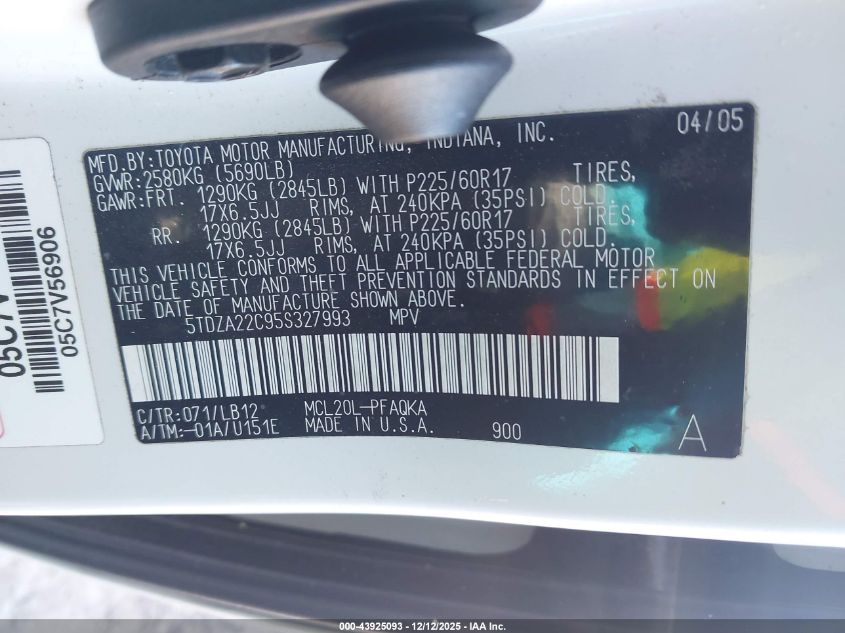 MFD.BY:TOYOTA MOTOR MANUFACTURING, INDIANA, INC. 04/05
GVWR:2580KG (5690LB)
GAWR:FRT. 1290KG (2845LB) WITH P225/60R17 TIRES,
17X6.5JJ RIMS, AT 240KPA (35PSI) COLD.
RR. 1290KG (2845LB) WITH P225/60R17 TIRES,
17X6.5JJ RIMS, AT 240KPA (35PSI) COLD.
THIS VEHICLE CONFORMS TO ALL APPLICABLE FEDERAL MOTOR
VEHICLE SAFETY AND THEFT PREVENTION STANDARDS IN EFFECT ON
THE DATE OF MANUFACTURE SHOWN ABOVE.
5TDZA22C95S327993 MPV
C/TR:071/LB12 MCL20L-PFAQKA
A/TM:-01A/U151E MADE IN U.S.A. 900 A
05C7V
05C7V56906
000-43925093 - 12/12/2025 - IAA Inc.